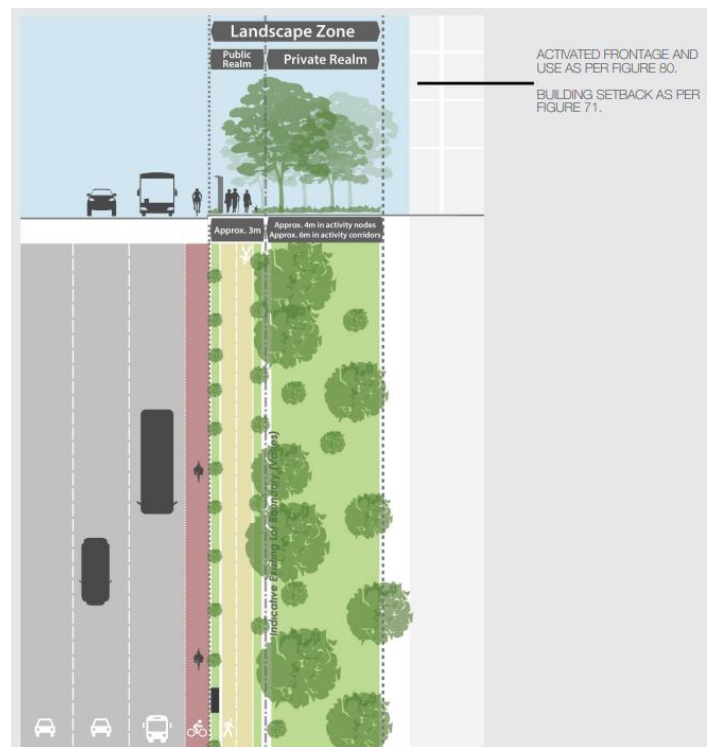 Landscape Zone
Public
Realm
Private Realm
ACTIVATED FRONTAGE AND
USE AS PER FIGURE 80.
BUILDING SETBACK AS PER
FIGURE 71.
Approx. 3m
Approx. 4m in activity nodes
Approx. 6m in activity corridors
Indicative Existing Lot Boundary (Varies)